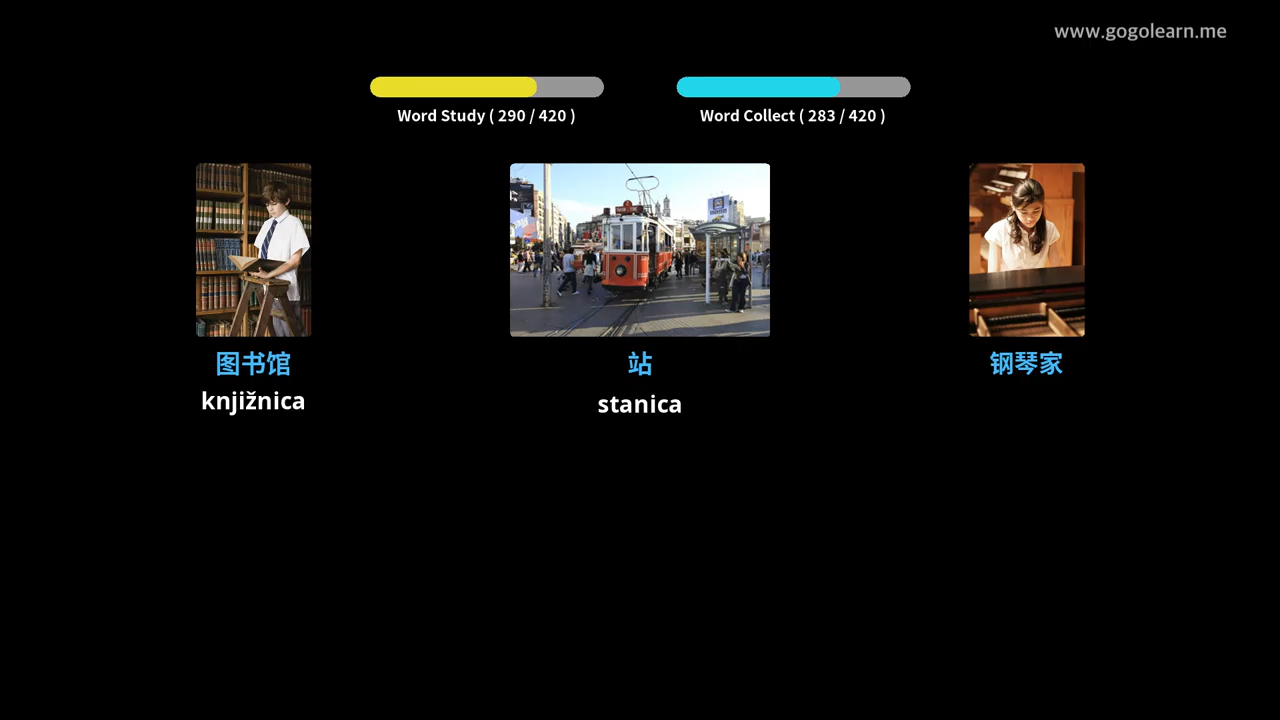 www.gogolearn.me
Word Study ( 290 / 420 )
Word Collect ( 283 / 420 )
图书馆
站
钢琴家
knjižnica
stanica